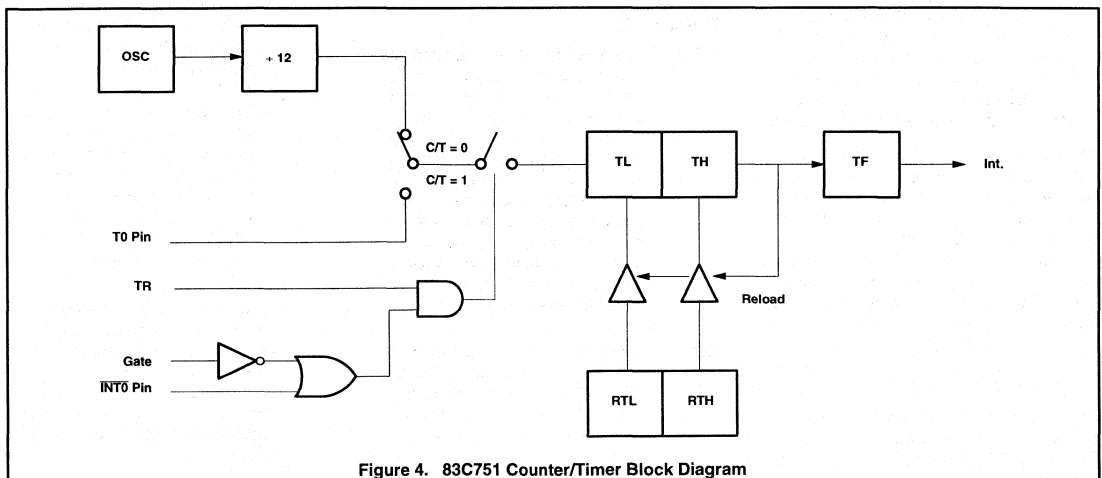 OSC
÷ 12
C/T = 0
C/T = 1
T0 Pin
TR
Gate
INT0 Pin
TL
TH
TF
Int.
Reload
RTL
RTH
Figure 4. 83C751 Counter/Timer Block Diagram